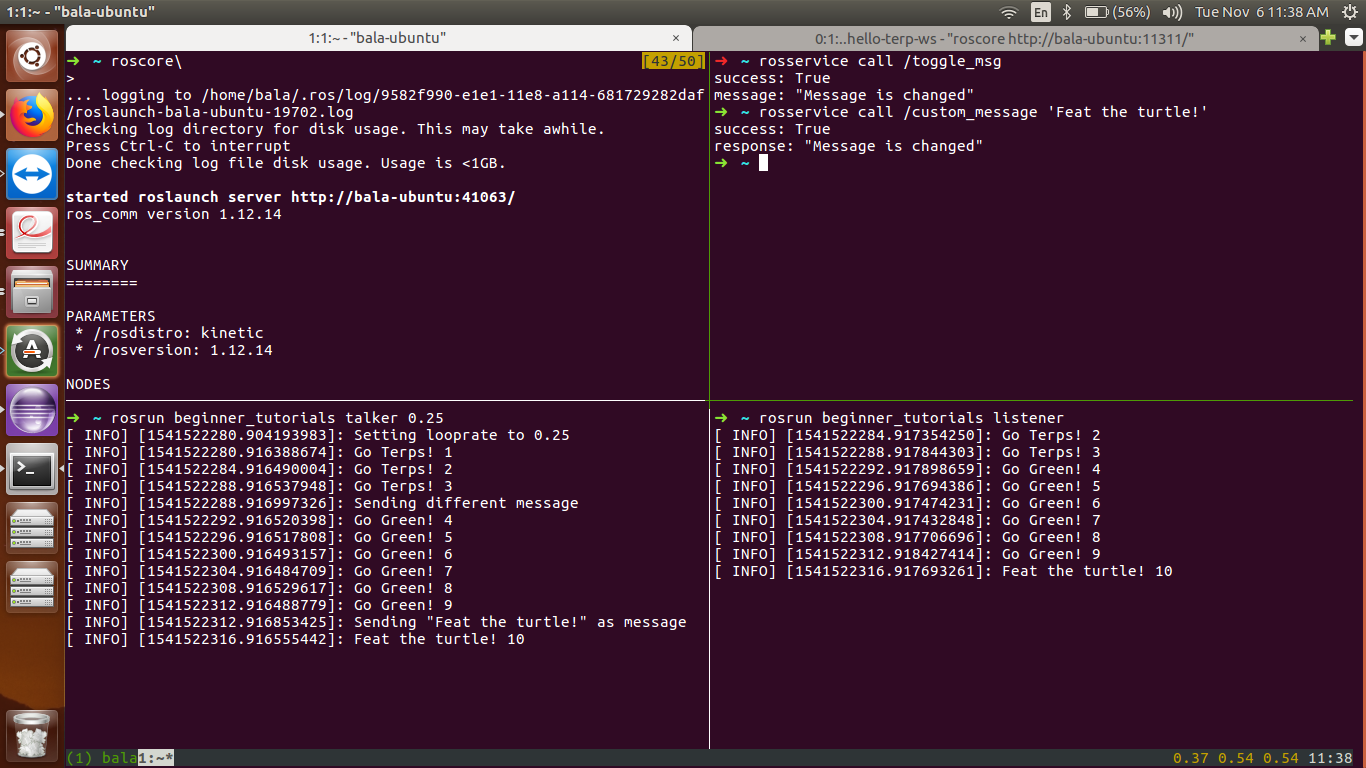 1:1:~ - "bala-ubuntu"
En
(56%)
Tue Nov 6 11:38 AM
1:1:~ - "bala-ubuntu" ×
0:1:..hello-terp-ws - "roscore http://bala-ubuntu:11311/" ×
➜ ~ roscore\ [43/50]
>
... logging to /home/bala/.ros/log/9582f990-e1e1-11e8-a114-681729282daf
/roslaunch-bala-ubuntu-19702.log
Checking log directory for disk usage. This may take awhile.
Press Ctrl-C to interrupt
Done checking log file disk usage. Usage is <1GB.
started roslaunch server http://bala-ubuntu:41063/
ros_comm version 1.12.14
SUMMARY
========
PARAMETERS
* /rosdistro: kinetic
* /rosversion: 1.12.14
NODES
➜ ~ rosservice call /toggle_msg
success: True
message: "Message is changed"
➜ ~ rosservice call /custom_message 'Feat the turtle!'
success: True
response: "Message is changed"
➜ ~
➜ ~ rosrun beginner_tutorials talker 0.25
[ INFO] [1541522280.904193983]: Setting looprate to 0.25
[ INFO] [1541522280.916388674]: Go Terps! 1
[ INFO] [1541522284.916490004]: Go Terps! 2
[ INFO] [1541522288.916537948]: Go Terps! 3
[ INFO] [1541522288.916997326]: Sending different message
[ INFO] [1541522292.916520398]: Go Green! 4
[ INFO] [1541522296.916517808]: Go Green! 5
[ INFO] [1541522300.916493157]: Go Green! 6
[ INFO] [1541522304.916484709]: Go Green! 7
[ INFO] [1541522308.916529617]: Go Green! 8
[ INFO] [1541522312.916488779]: Go Green! 9
[ INFO] [1541522312.916853425]: Sending "Feat the turtle!" as message
[ INFO] [1541522316.916555442]: Feat the turtle! 10
➜ ~ rosrun beginner_tutorials listener
[ INFO] [1541522284.917354250]: Go Terps! 2
[ INFO] [1541522288.917844303]: Go Terps! 3
[ INFO] [1541522292.917898659]: Go Green! 4
[ INFO] [1541522296.917694386]: Go Green! 5
[ INFO] [1541522300.917474231]: Go Green! 6
[ INFO] [1541522304.917432848]: Go Green! 7
[ INFO] [1541522308.917706696]: Go Green! 8
[ INFO] [1541522312.918427414]: Go Green! 9
[ INFO] [1541522316.917693261]: Feat the turtle! 10
(1) bala1:~*
0.37 0.54 0.54 11:38